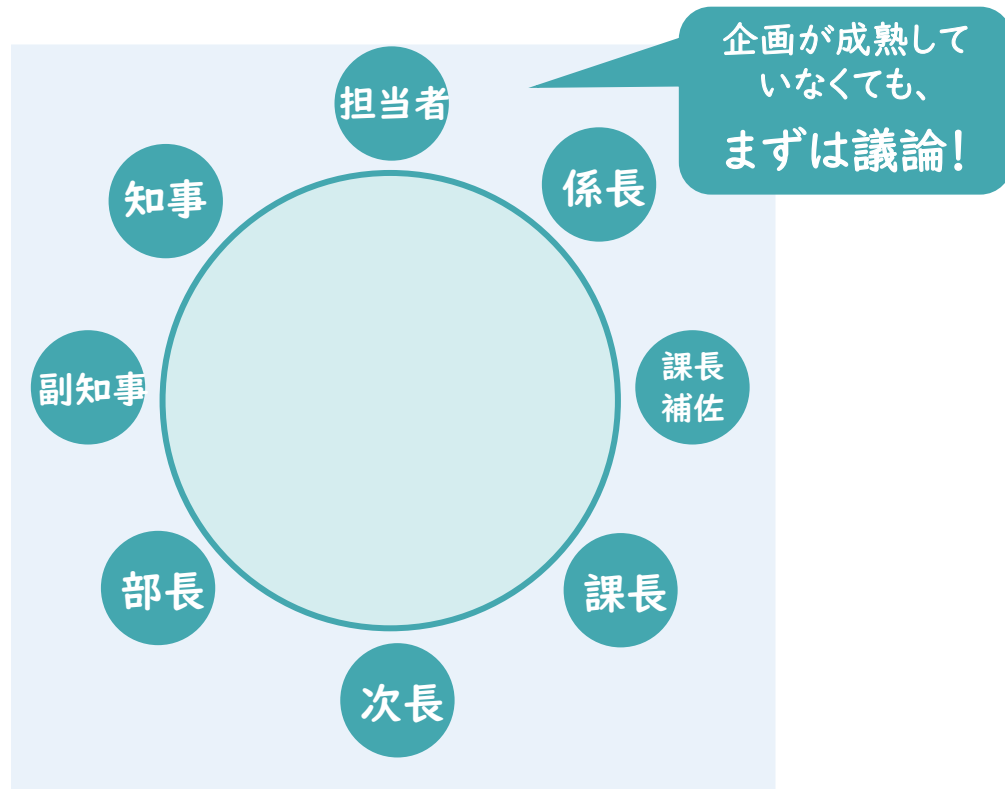 企画が成熟して
いなくても、
まずは議論!
担当者
係長
課長
補佐
課長
次長
部長
副知事
知事